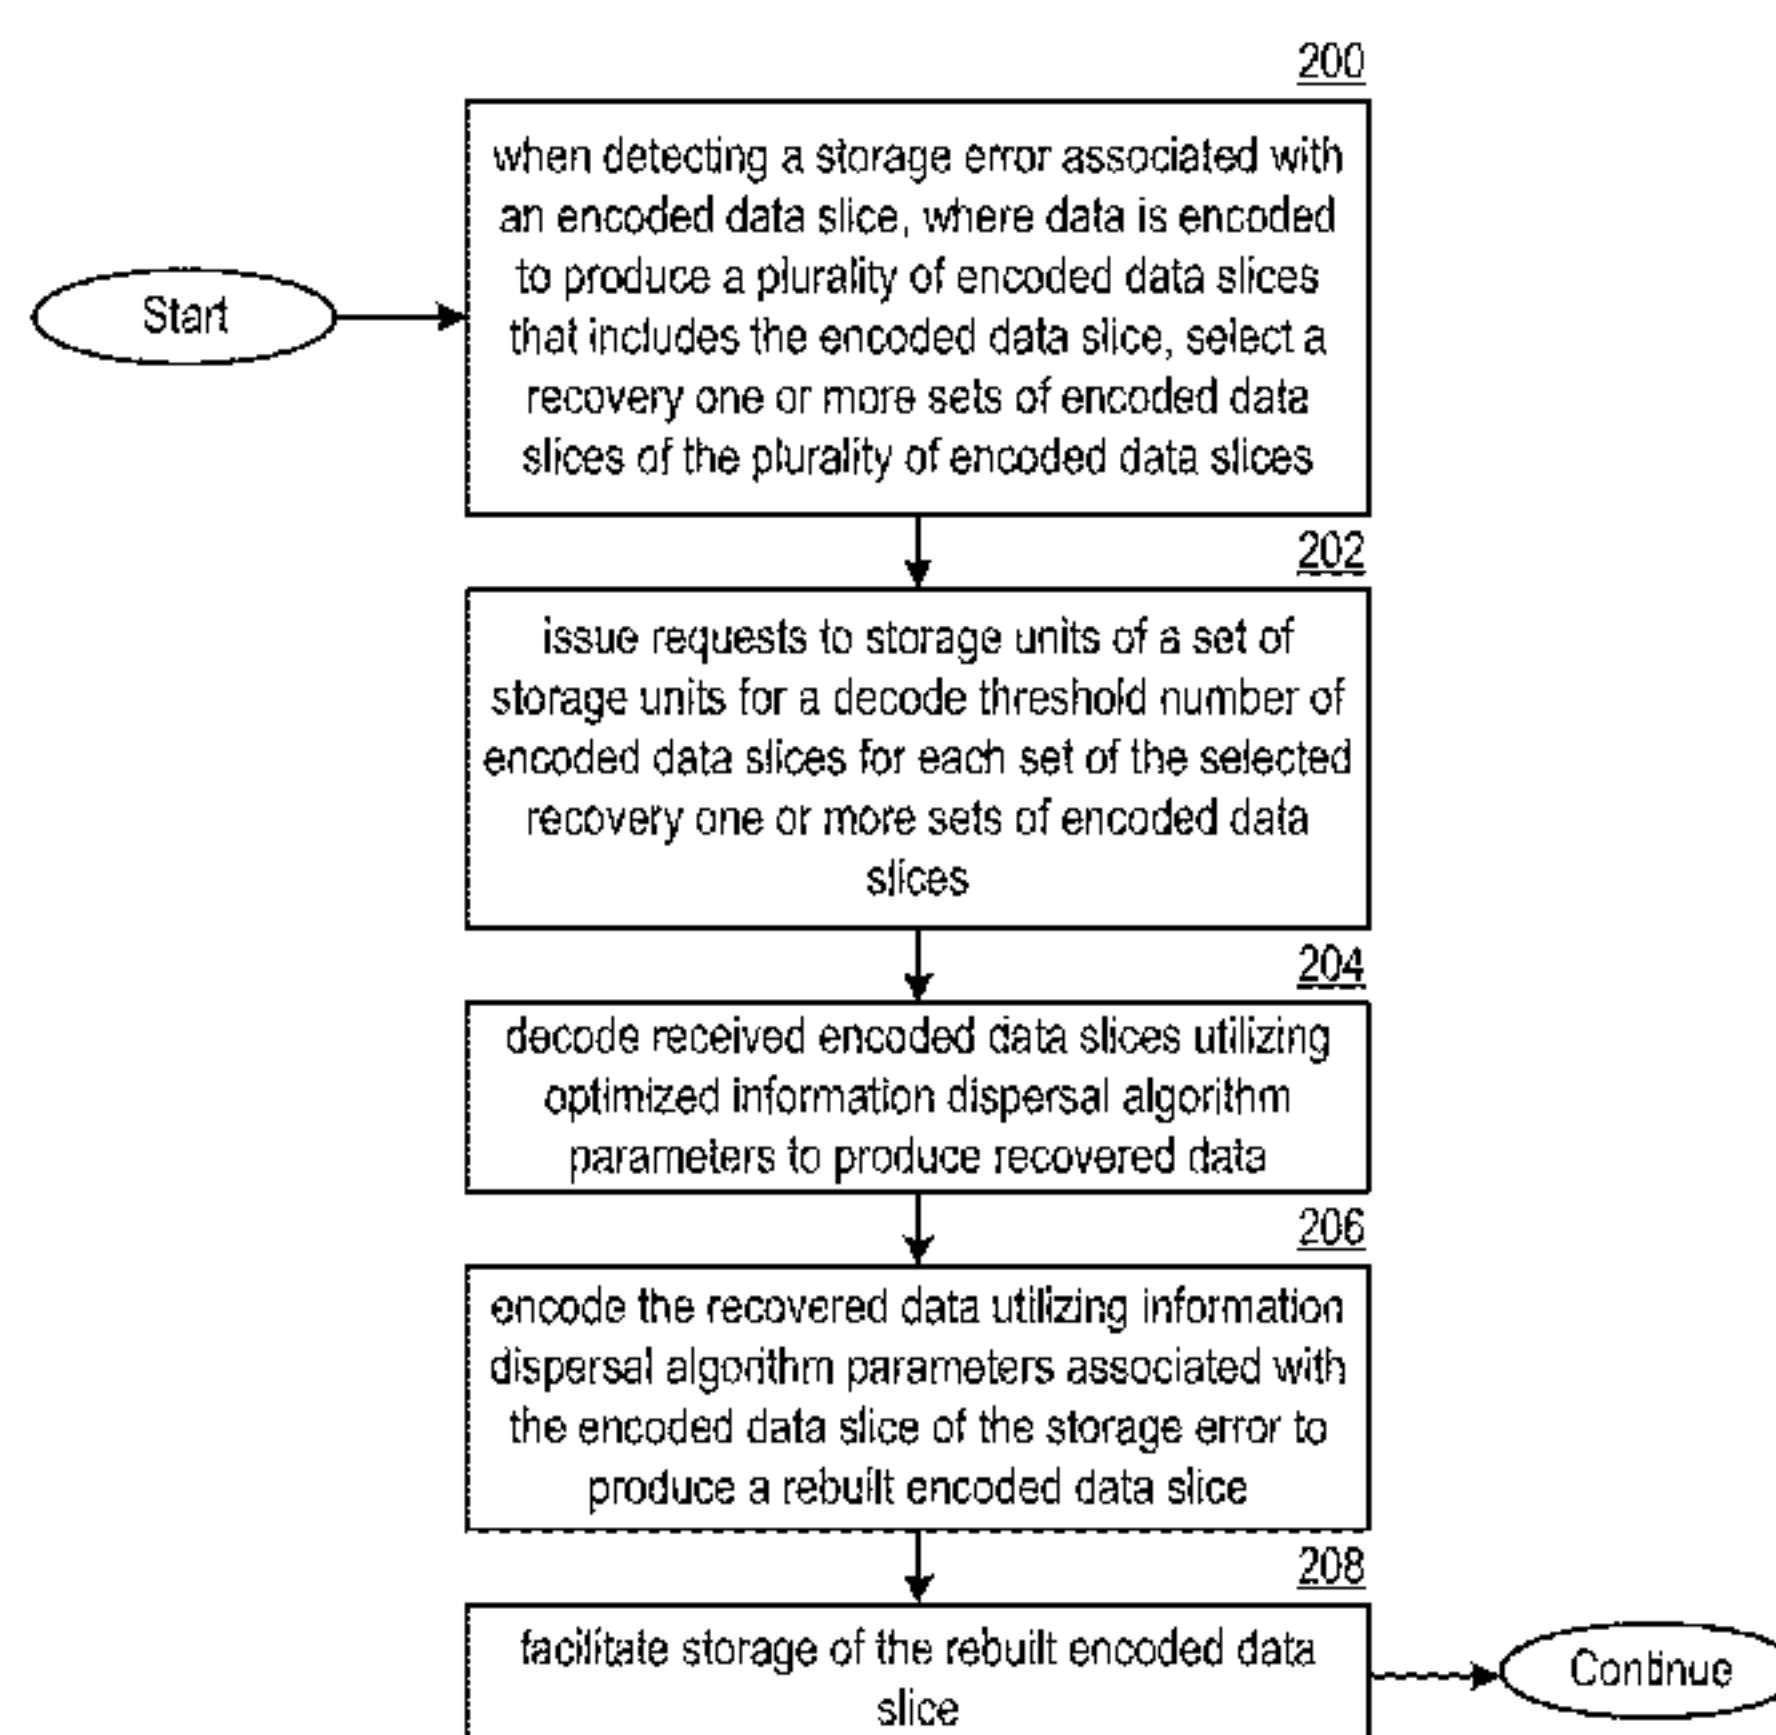 200
when detecting a storage error associated with
an encoded data slice, where data is encoded
to produce a plurality of encoded data slices
that includes the encoded data slice, select a
recovery one or more sets of encoded data
slices of the plurality of encoded data slices
Start
202
issue requests to storage units of a set of
storage units for a decode threshold number of
encoded data slices for each set of the selected
recovery one or more sets of encoded data
slices
204
decode received encoded data slices utilizing
optimized information dispersal algorithm
parameters to produce recovered data
206
encode the recovered data utilizing information
dispersal algorithm parameters associated with
the encoded data slice of the storage error to
produce a rebuilt encoded data slice
208
facilitate storage of the rebuilt encoded data
slice
Continue